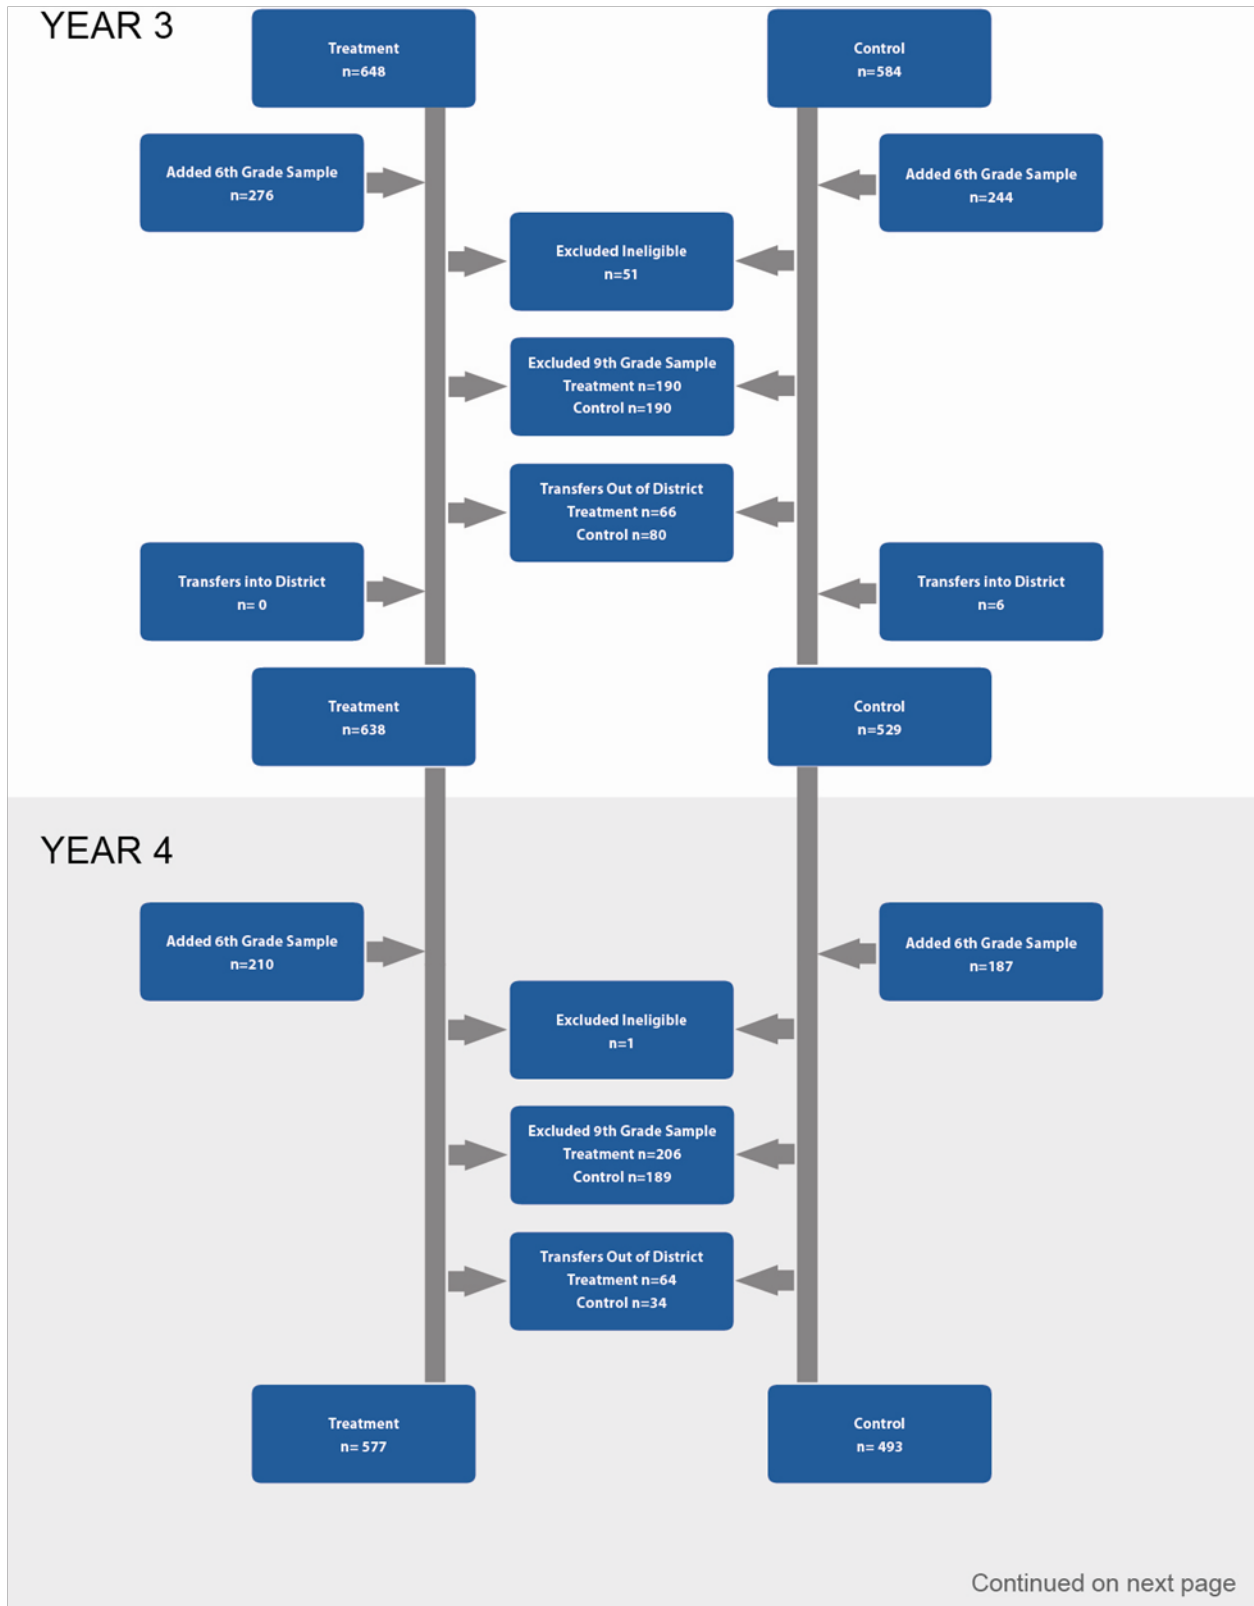 YEAR 3
Treatment
n=648
Control
n=584
Added 6th Grade Sample
n=276
Added 6th Grade Sample
n=244
Excluded Ineligible
n=51
Excluded 9th Grade Sample
Treatment n=190
Control n=190
Transfers Out of District
Treatment n=66
Control n=80
Transfers into District
n= 0
Transfers into District
n=6
Treatment
n=638
Control
n=529
YEAR 4
Added 6th Grade Sample
n=210
Added 6th Grade Sample
n=187
Excluded Ineligible
n=1
Excluded 9th Grade Sample
Treatment n=206
Control n=189
Transfers Out of District
Treatment n=64
Control n=34
Treatment
n= 577
Control
n= 493
Continued on next page